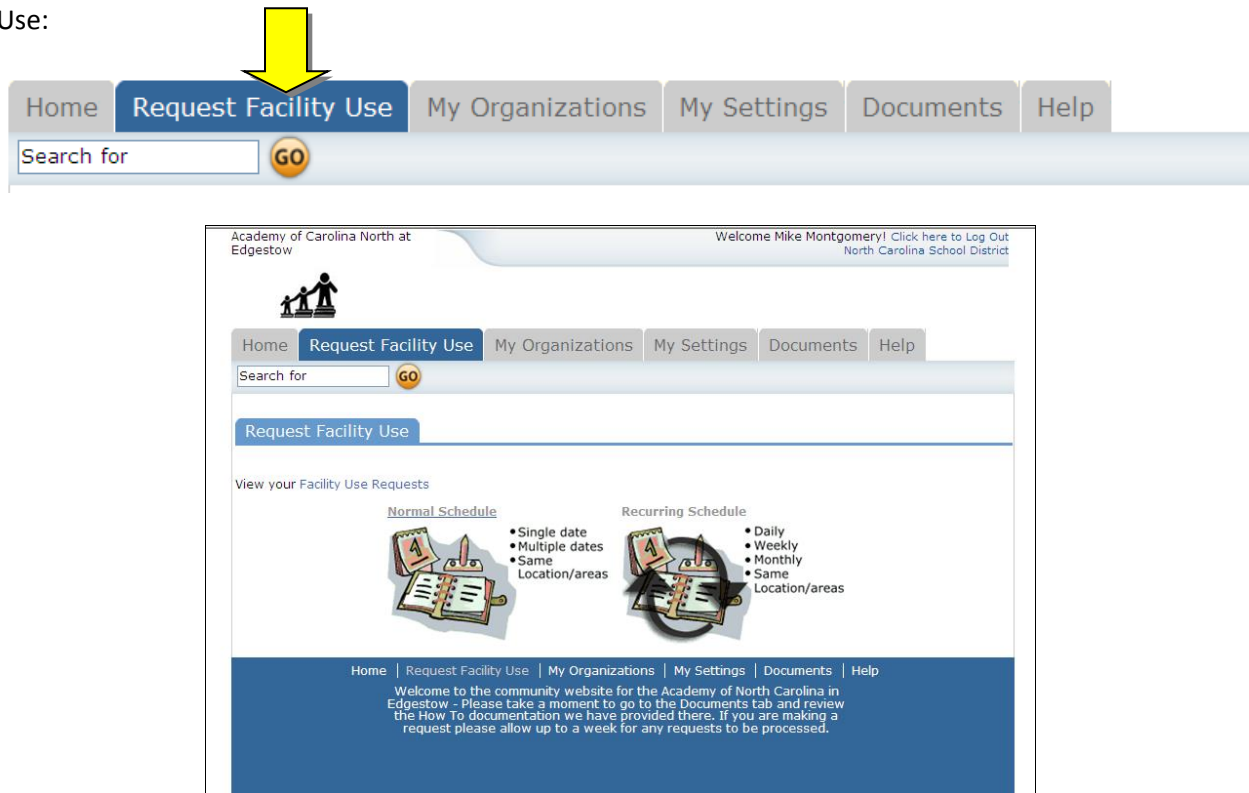 Use:
Home Request Facility Use My Organizations My Settings Documents Help
Search for GO
Academy of Carolina North at
Edgestow
Welcome Mike Montgomery! Click here to Log Out
North Carolina School District
Home Request Facility Use My Organizations My Settings Documents Help
Search for GO
Request Facility Use
View your Facility Use Requests
Normal Schedule
• Single date
• Multiple dates
• Same
Location/areas
Recurring Schedule
• Daily
• Weekly
• Monthly
• Same
Location/areas
Home | Request Facility Use | My Organizations | My Settings | Documents | Help
Welcome to the community website for the Academy of North Carolina in
Edgestow - Please take a moment to go to the Documents tab and review
the How To documentation we have provided there. If you are making a
request please allow up to a week for any requests to be processed.